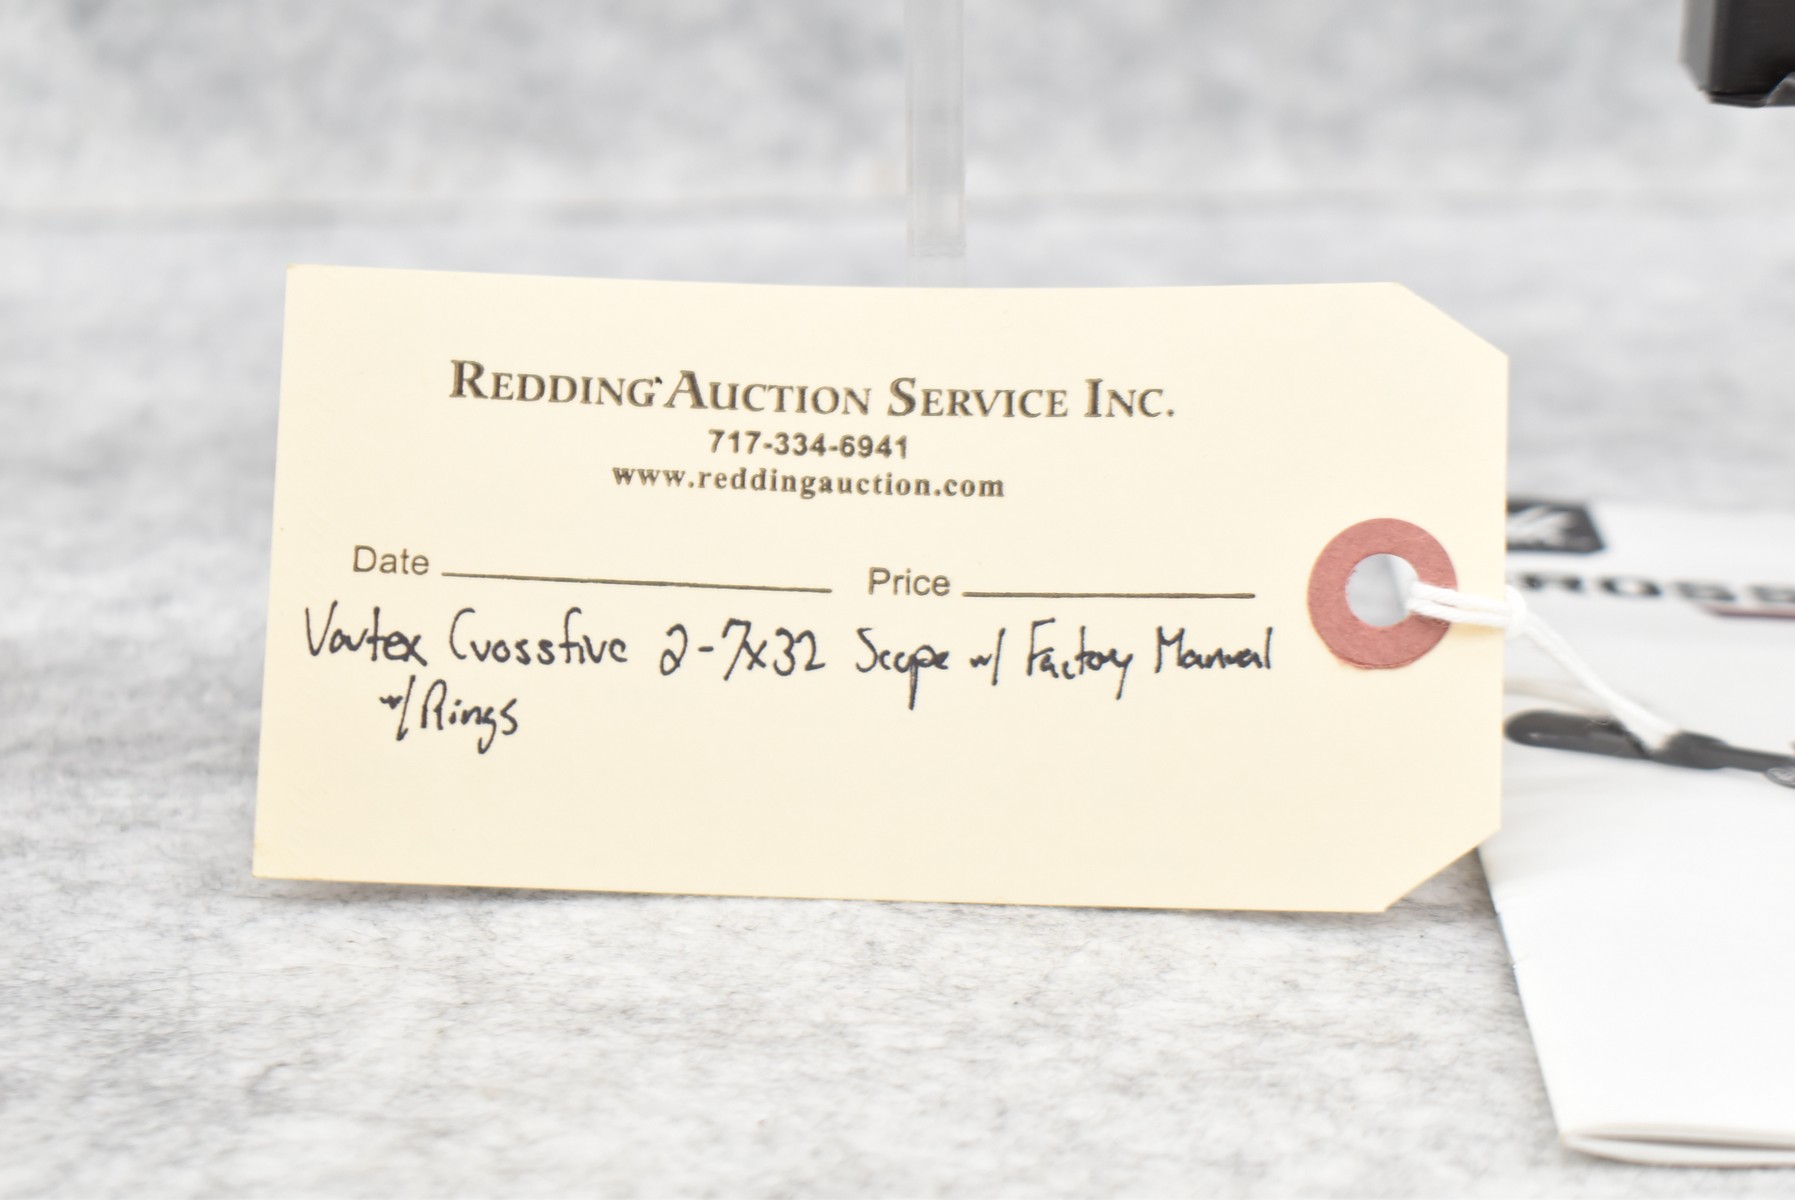 REDDING AUCTION SERVICE INC.
717-334-6941
www.reddingauction.com
Date Price
Vortex Crossfire 2-7x32 Scope w/ Factory Manual
w/ Rings
ROSS